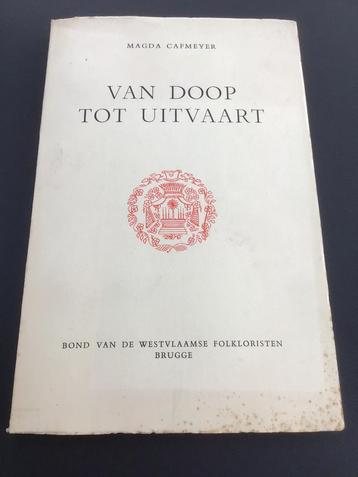 MAGDA CAFMEYER
VAN DOOP
TOT UITVAART
BOND VAN DE WESTVLAAMSE FOLKLORISTEN
BRUGGE